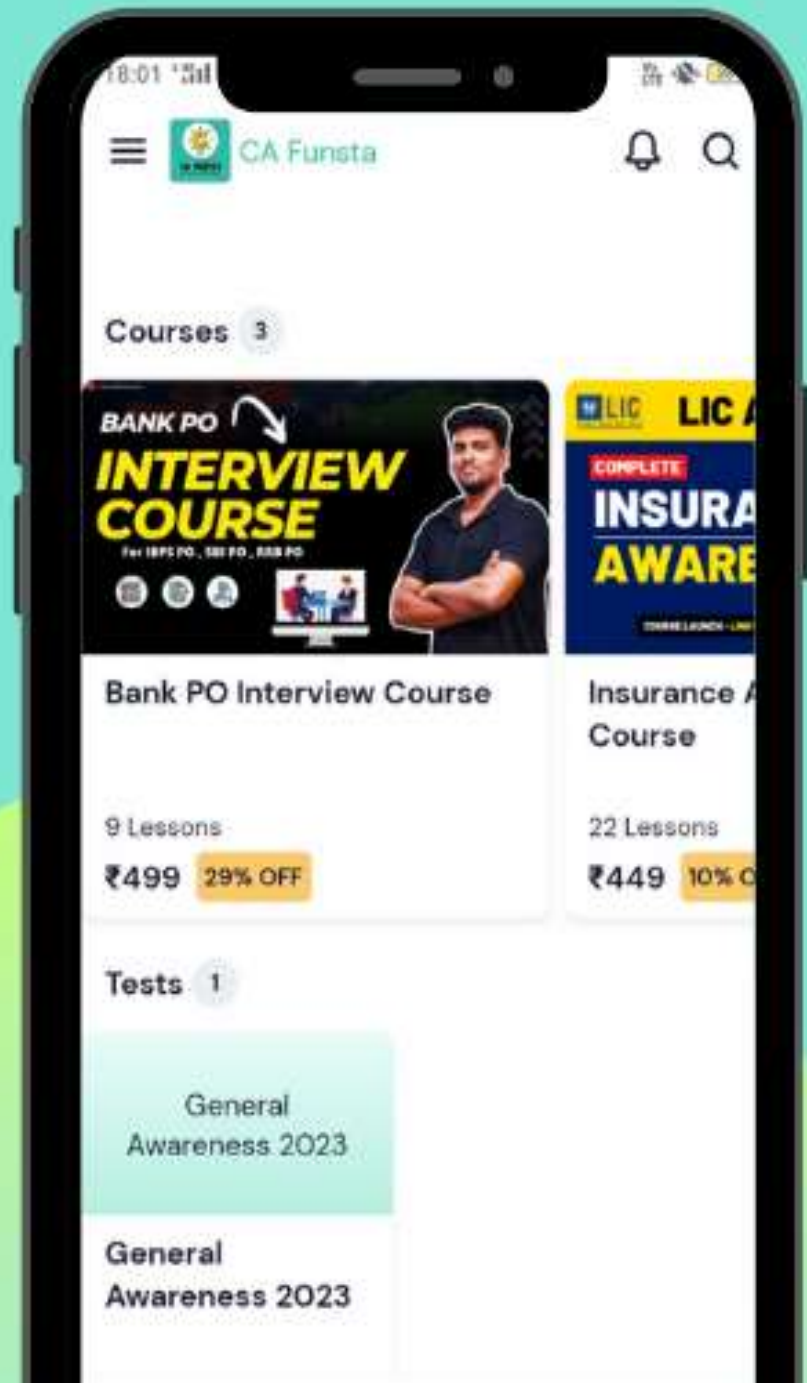 18:01
CA Funsta
Courses 3
BANK PO
INTERVIEW
COURSE
For IBPS PO , SBI PO , RRB PO
LIC LIC A
COMPLETE
INSURA
AWARE
Bank PO Interview Course
Insurance A
Course
9 Lessons
22 Lessons
₹499 29% OFF
₹449 10% O
Tests 1
General
Awareness 2023
General
Awareness 2023